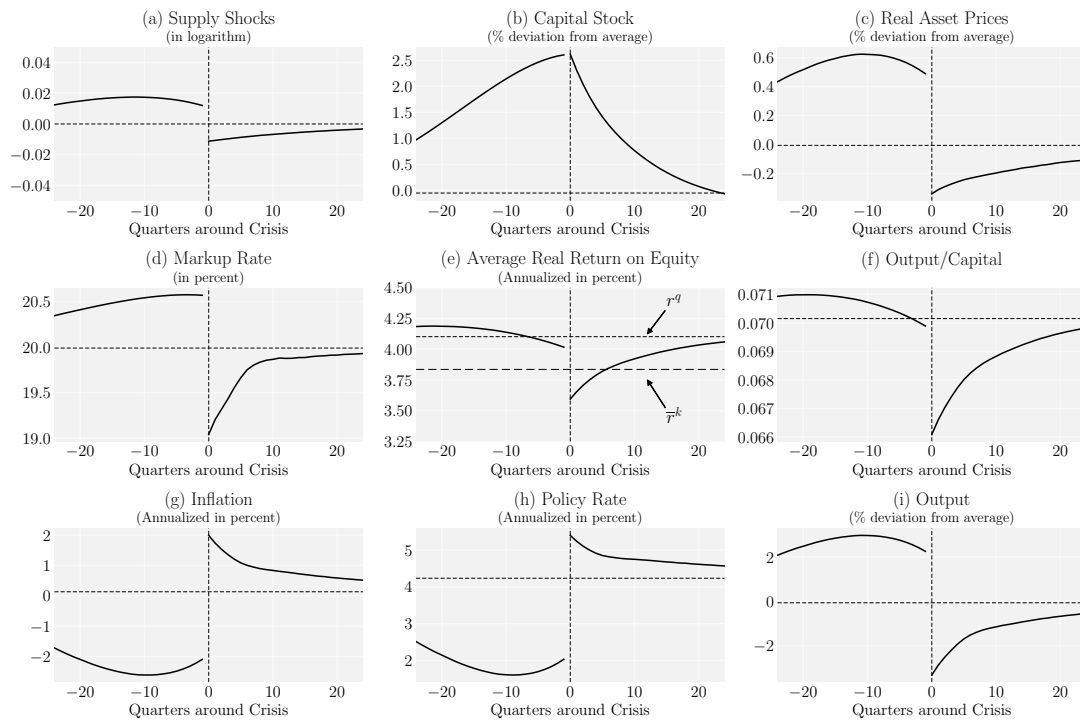 (a) Supply Shocks
(in logarithm)
0.04
0.02
0.00
−0.02
−0.04
−20 −10 0 10 20
Quarters around Crisis
(b) Capital Stock
(% deviation from average)
2.5
2.0
1.5
1.0
0.5
0.0
−20 −10 0 10 20
Quarters around Crisis
(c) Real Asset Prices
(% deviation from average)
0.6
0.4
0.2
0.0
−0.2
−20 −10 0 10 20
Quarters around Crisis
(d) Markup Rate
(in percent)
20.5
20.0
19.5
19.0
−20 −10 0 10 20
Quarters around Crisis
(e) Average Real Return on Equity
(Annualized in percent)
4.50
4.25
4.00
3.75
3.50
3.25
r^q
r̅^k
−20 −10 0 10 20
Quarters around Crisis
(f) Output/Capital
0.071
0.070
0.069
0.068
0.067
0.066
−20 −10 0 10 20
Quarters around Crisis
(g) Inflation
(Annualized in percent)
2
1
0
−1
−2
−20 −10 0 10 20
Quarters around Crisis
(h) Policy Rate
(Annualized in percent)
5
4
3
2
−20 −10 0 10 20
Quarters around Crisis
(i) Output
(% deviation from average)
2
0
−2
−20 −10 0 10 20
Quarters around Crisis